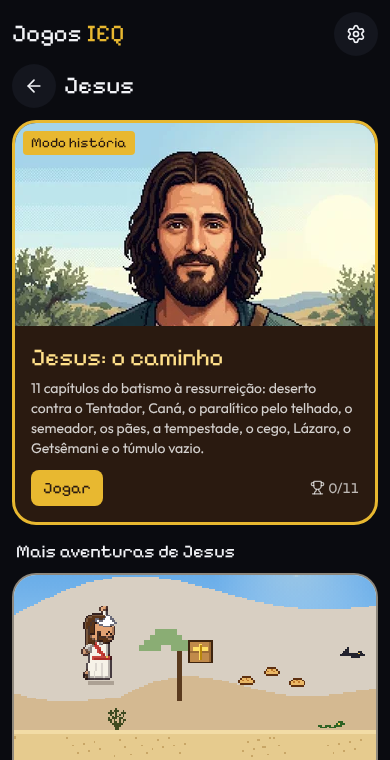 Jogos IEQ
Jesus
Modo história
Jesus: o caminho
11 capítulos do batismo à ressurreição: deserto
contra o Tentador, Caná, o paralítico pelo telhado, o
semeador, os pães, a tempestade, o cego, Lázaro, o
Getsêmani e o túmulo vazio.
Jogar
0/11
Mais aventuras de Jesus